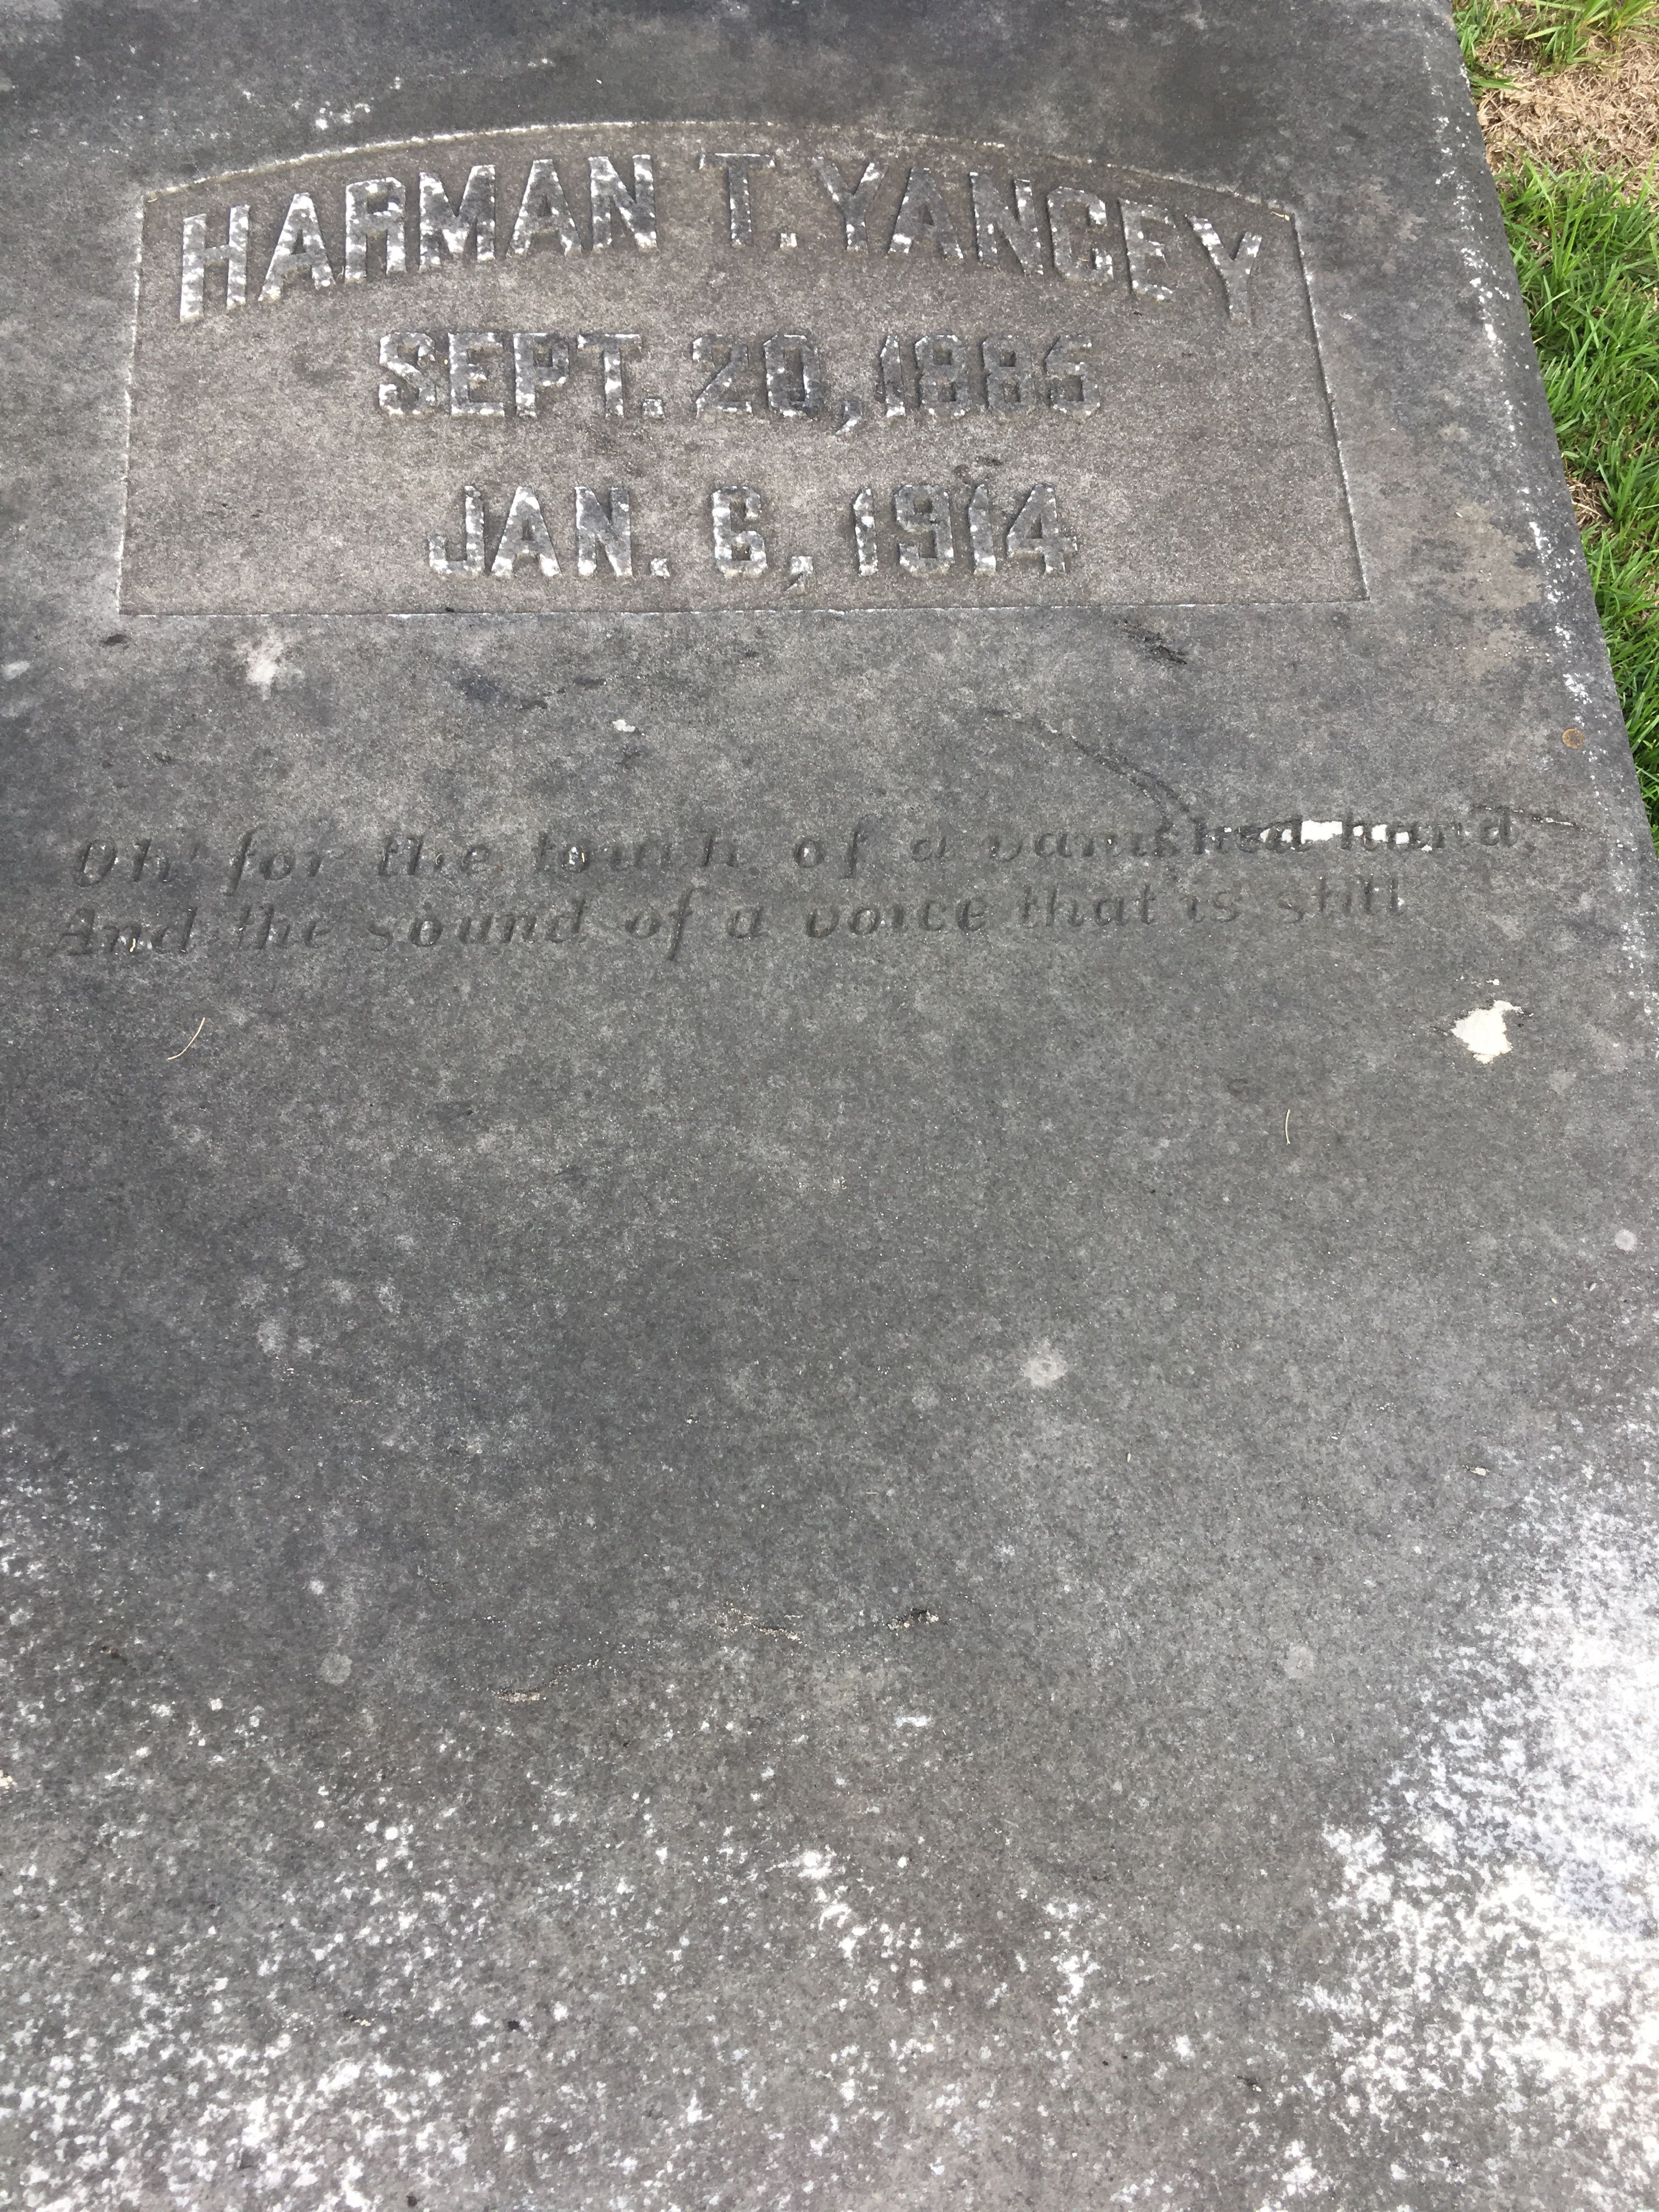 HARMAN T. YANCEY
SEPT. 20, 1885
JAN. 6, 1914
Oh! for the touch of a vanished hand,
And the sound of a voice that is still